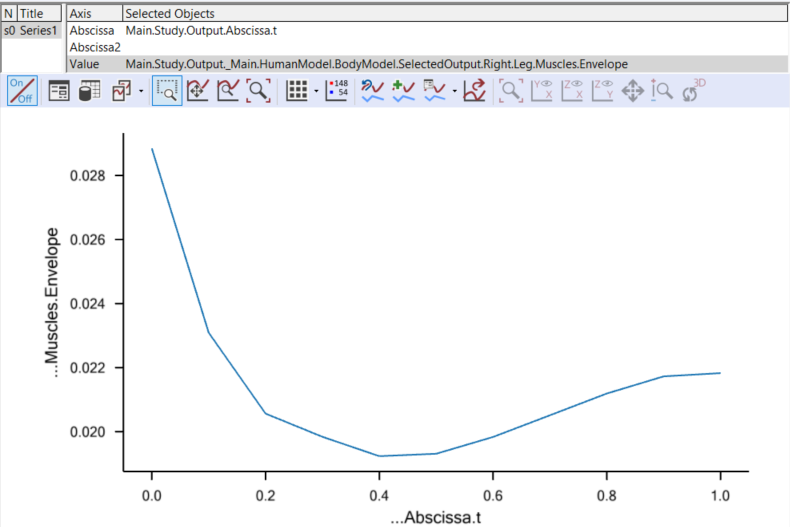 N Title Axis Selected Objects
s0 Series1 Abscissa Main.Study.Output.Abscissa.t
Abscissa2
Value Main.Study.Output._Main.HumanModel.BodyModel.SelectedOutput.Right.Leg.Muscles.Envelope
On/Off 148 54 Y X Z X Z Y 3D
0.028
0.026
0.024
0.022
0.020
...Muscles.Envelope
0.0 0.2 0.4 0.6 0.8 1.0
...Abscissa.t